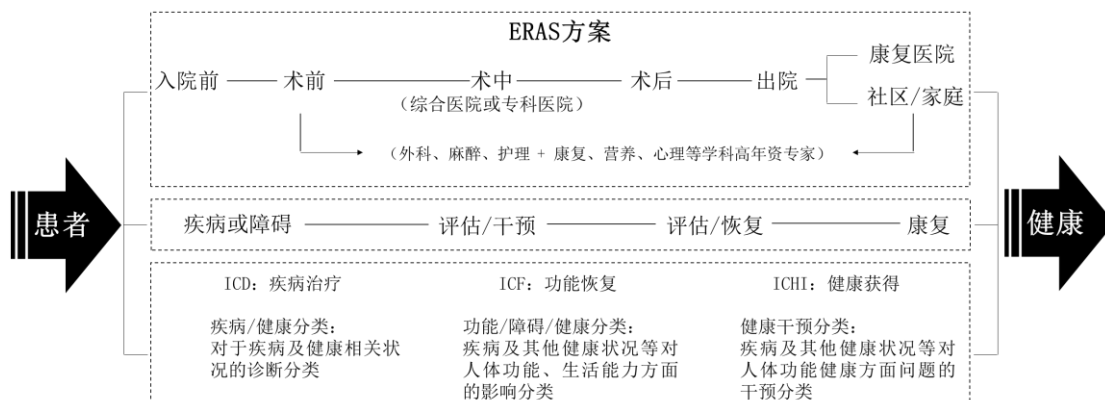 ERAS方案
入院前 术前 术中 术后 出院 康复医院
社区/家庭
（综合医院或专科医院）
（外科、麻醉、护理 + 康复、营养、心理等学科高年资专家）
患者
疾病或障碍 评估/干预 评估/恢复 康复
健康
ICD: 疾病治疗
疾病/健康分类:
对于疾病及健康相关状
况的诊断分类
ICF: 功能恢复
功能/障碍/健康分类:
疾病及其他健康状况等对
人体功能、生活能力方面
的影响分类
ICHI: 健康获得
健康干预分类:
疾病及其他健康状况等对
人体功能健康方面问题的
干预分类